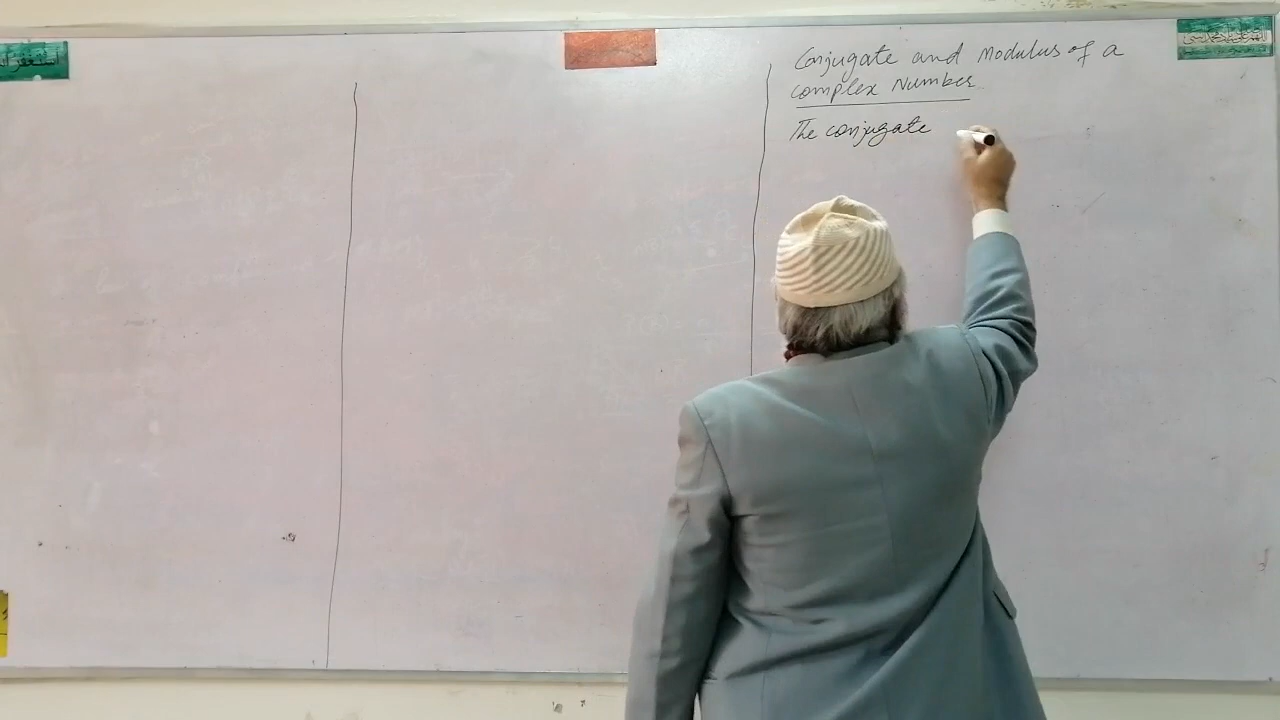 Conjugate and Modulus of a
Complex Number
The conjugate